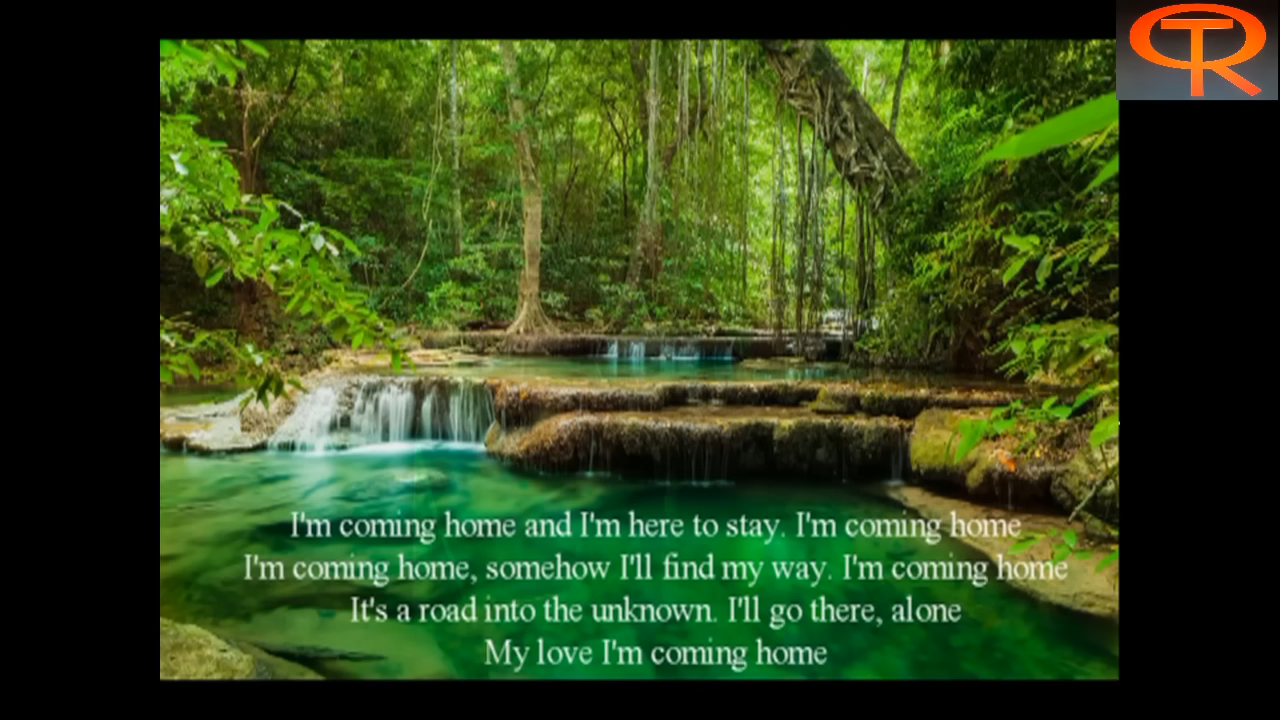 I'm coming home and I'm here to stay. I'm coming home
I'm coming home, somehow I'll find my way. I'm coming home
It's a road into the unknown. I'll go there, alone
My love I'm coming home